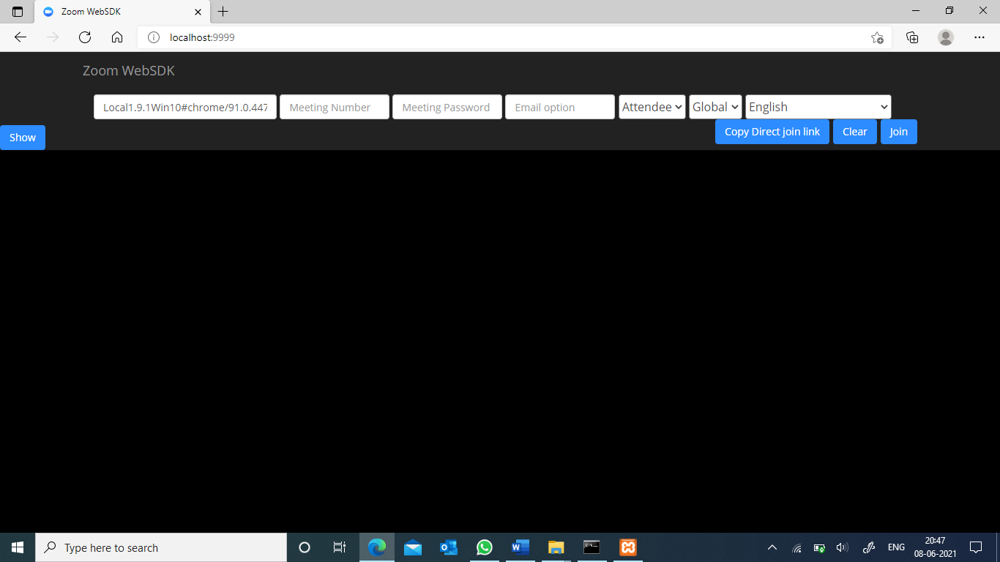 Zoom WebSDK
localhost:9999
Zoom WebSDK
Local1.9.1Win10#chrome/91.0.447 Meeting Number Meeting Password Email option Attendee Global English
Show Copy Direct join link Clear Join
Type here to search
ENG
20:47
08-06-2021